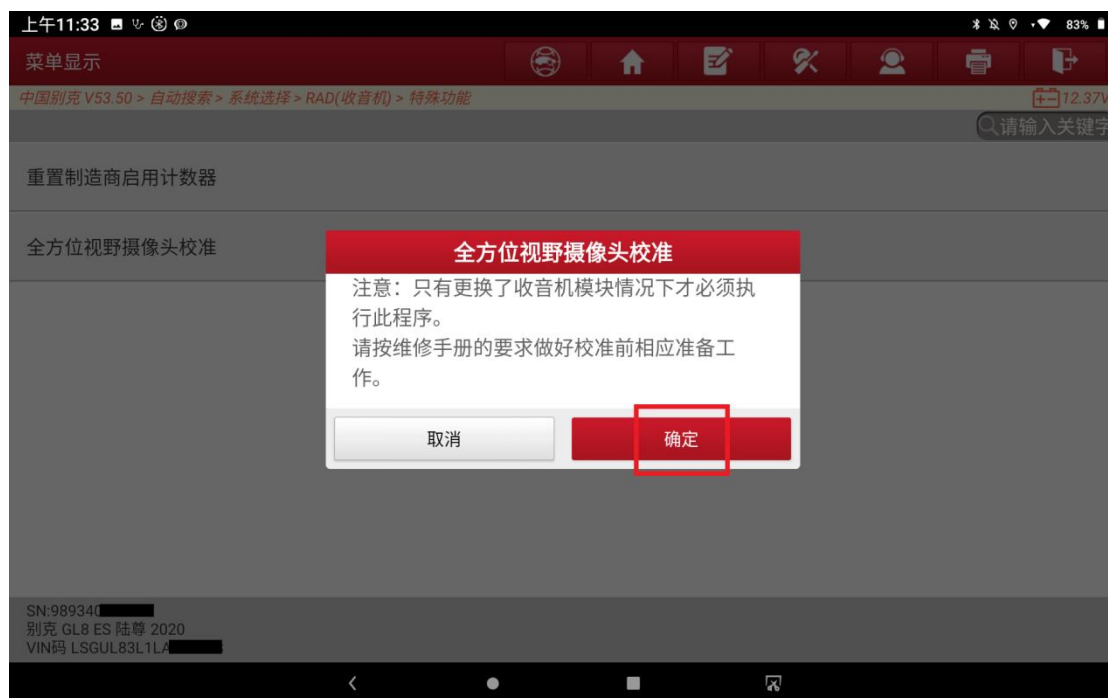 上午11:33
83%
菜单显示
中国别克 V53.50 > 自动搜索 > 系统选择 > RAD(收音机) > 特殊功能
12.37V
请输入关键字
重置制造商启用计数器
全方位视野摄像头校准
全方位视野摄像头校准
注意：只有更换了收音机模块情况下才必须执
行此程序。
请按维修手册的要求做好校准前相应准备工
作。
取消
确定
SN:989340
别克 GL8 ES 陆尊 2020
VIN码 LSGUL83L1LA